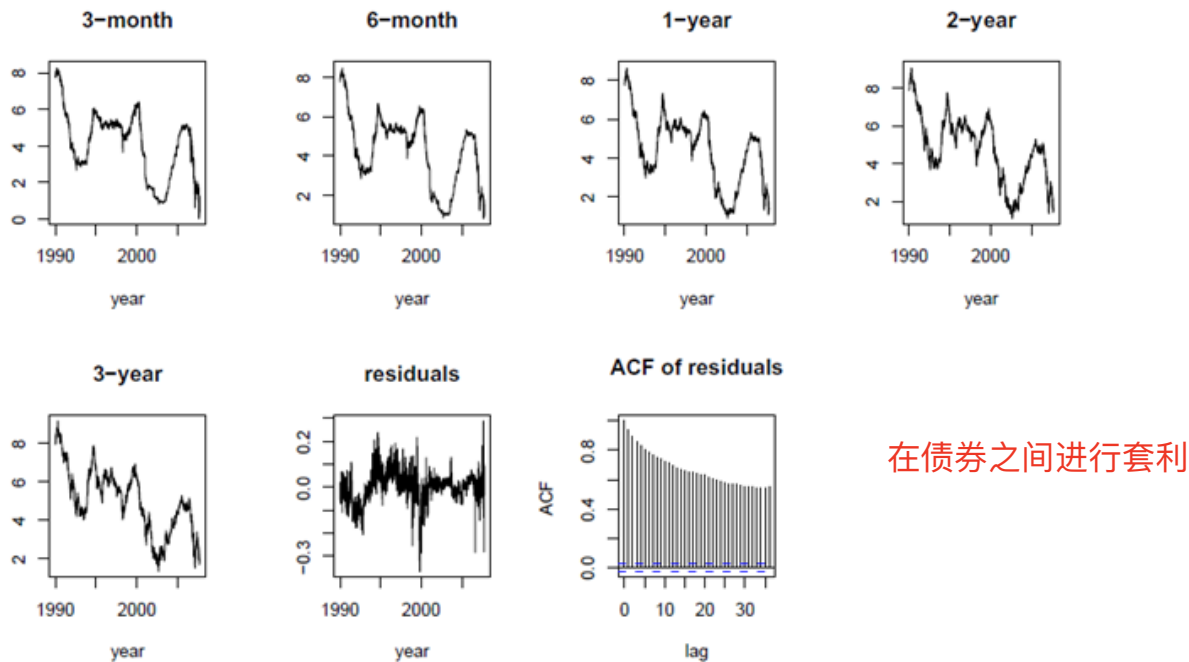 3−month
6−month
1−year
2−year
8
6
4
2
0
1990
2000
year
8
6
4
2
1990
2000
year
8
6
4
2
1990
2000
year
8
6
4
2
1990
2000
year
3−year
residuals
ACF of residuals
8
6
4
2
1990
2000
year
0.2
0.0
−0.3
1990
2000
year
ACF
0.8
0.4
0.0
0
10
20
30
lag
在债券之间进行套利